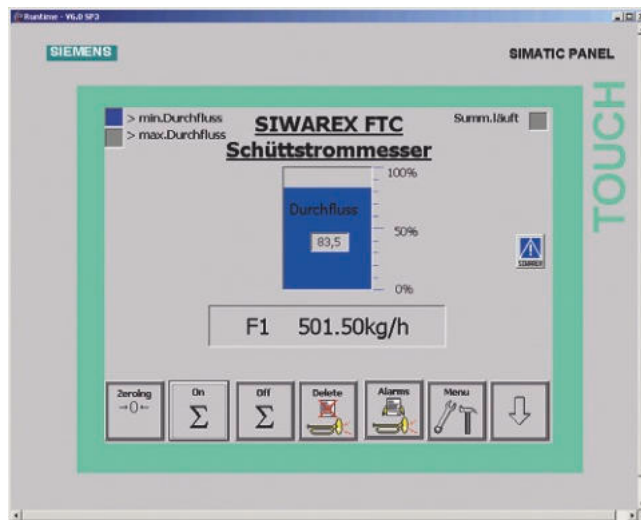 Runtime - V6.0 SP3
SIEMENS
SIMATIC PANEL
TOUCH
> min.Durchfluss
> max.Durchfluss
SIWAREX FTC
Schüttstrommesser
Summ.läuft
100%
Durchfluss
83,5
50%
0%
SIWAREX
F1 501.50kg/h
Zeroing
→0←
On
Σ
Off
Σ
Delete
Alarms
Menu